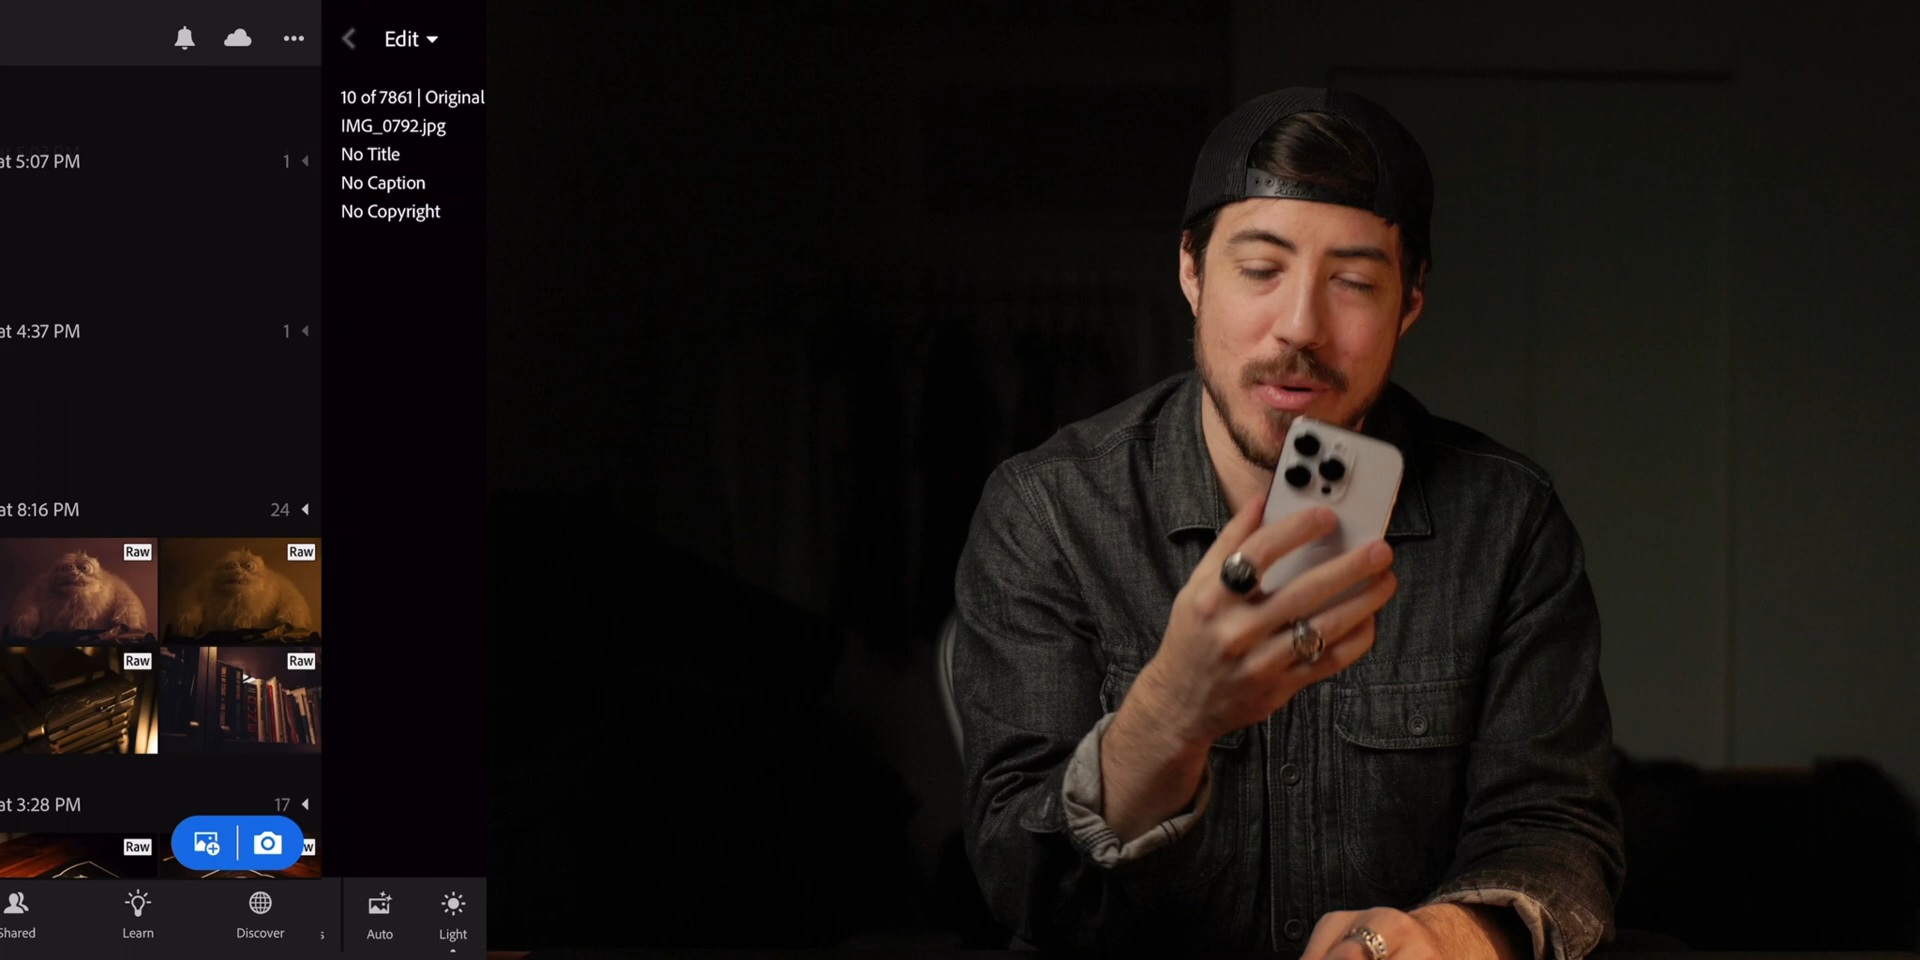 at 5:07 PM
1
at 4:37 PM
1
at 8:16 PM
24
Raw
Raw
Raw
Raw
at 3:28 PM
17
Raw
w
Shared
Learn
Discover
s
Edit
10 of 7861 | Original
IMG_0792.jpg
No Title
No Caption
No Copyright
Auto
Light